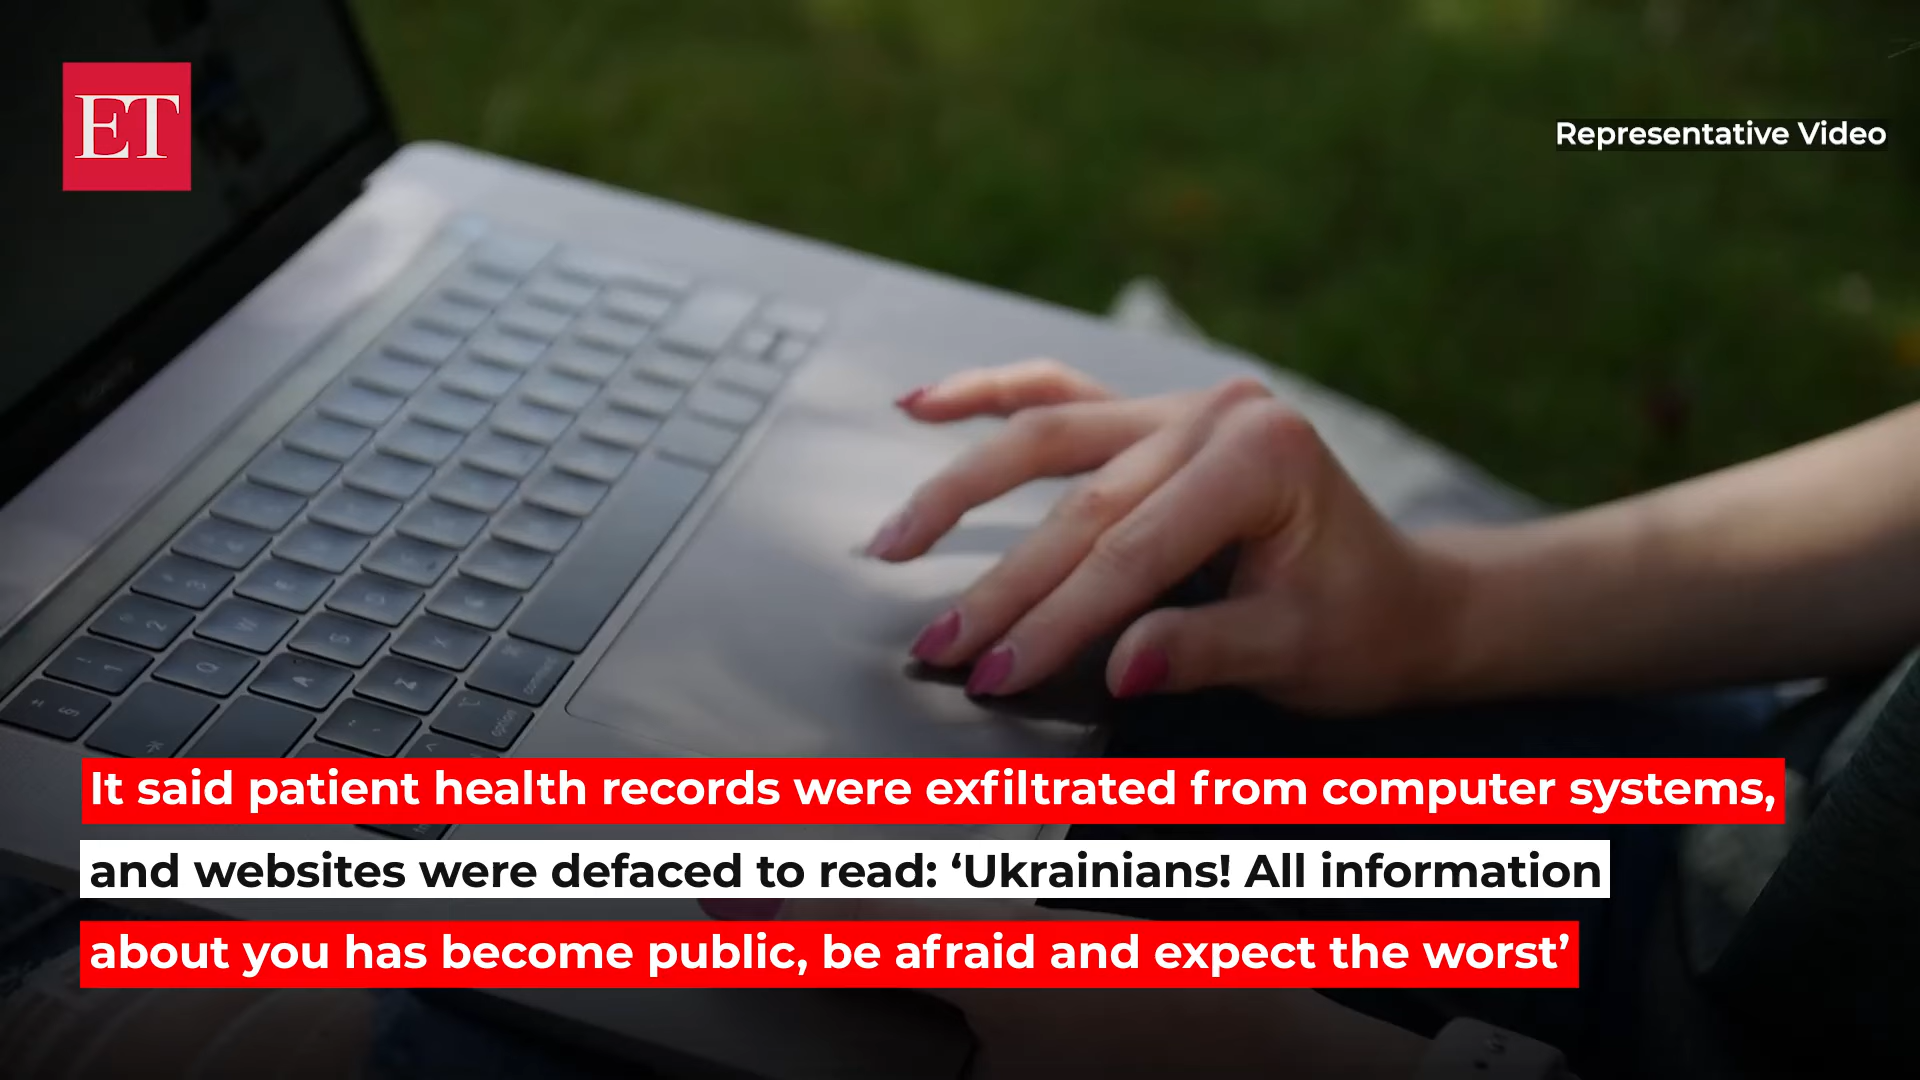 ET
Representative Video
It said patient health records were exfiltrated from computer systems,
and websites were defaced to read: ‘Ukrainians! All information
about you has become public, be afraid and expect the worst’